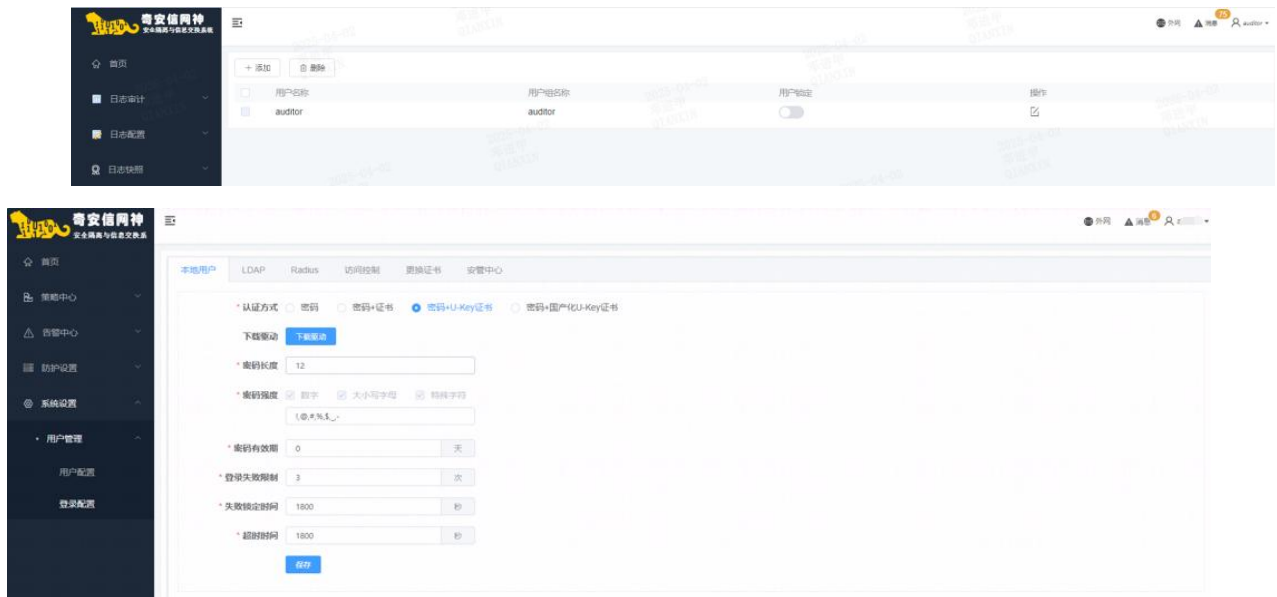 奇安信网神
安全隔离与信息交换系统
外网 消息 75 auditor
首页
日志审计
日志配置
日志快照
+ 添加 删除
用户名称 用户组名称 用户锁定 操作
auditor auditor
奇安信网神
安全隔离与信息交换系
外网 消息 6
首页
策略中心
告警中心
防护设置
系统设置
· 用户管理
用户配置
登录配置
本地用户 LDAP Radius 访问控制 更换证书 安管中心
* 认证方式 密码 密码+证书 密码+U-Key证书 密码+国产化U-Key证书
下载驱动 下载驱动
* 密码长度 12
* 密码强度 数字 大小写字母 特殊字符
!,@,#,%,$,_,-
* 密码有效期 0 天
* 登录失败限制 3 次
* 失败锁定时间 1800 秒
* 超时时间 1800 秒
保存